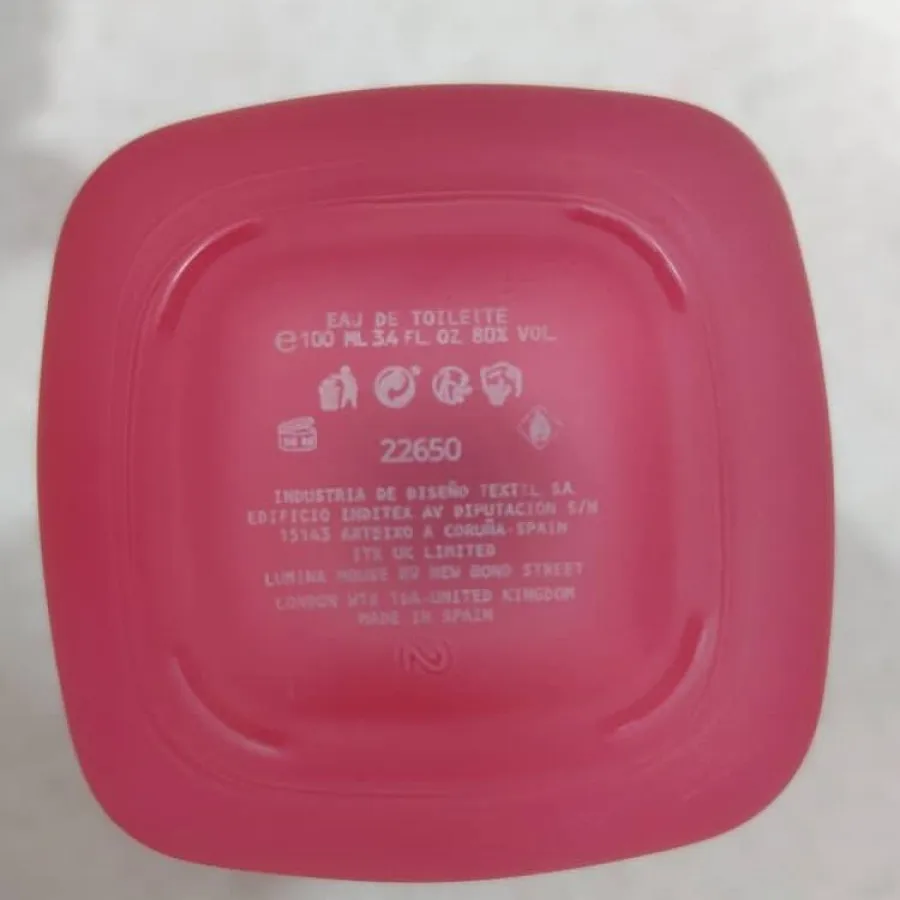 EAU DE TOILETTE
℮100 ML 3.4 FL. OZ 80% VOL.
22650
INDUSTRIA DE DISEÑO TEXTIL SA
EDIFICIO INDITEX AV DIPUTACION S/N
15143 ARTEIXO A CORUÑA-SPAIN
ITX UK LIMITED
LUMINA HOUSE 89 NEW BOND STREET
LONDON 1DA-UNITED KINGDOM
MADE IN SPAIN
2